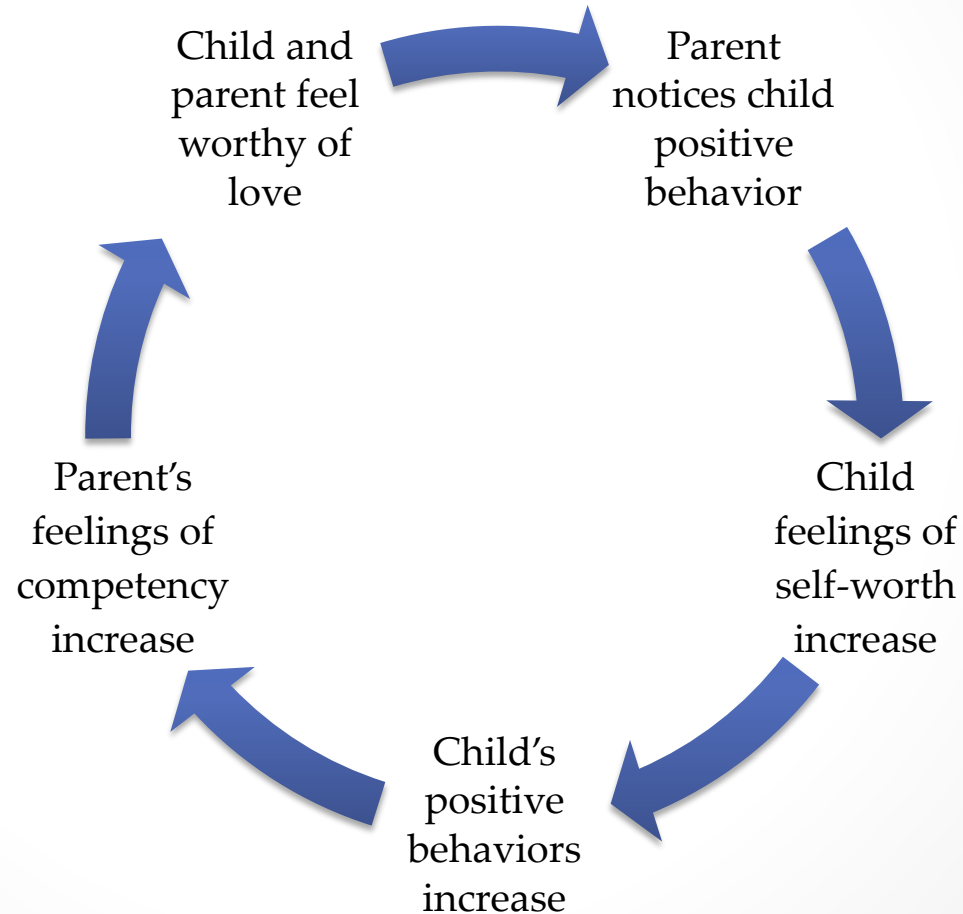 Child and
parent feel
worthy of
love
Parent
notices child
positive
behavior
Child
feelings of
self-worth
increase
Child's
positive
behaviors
increase
Parent's
feelings of
competency
increase